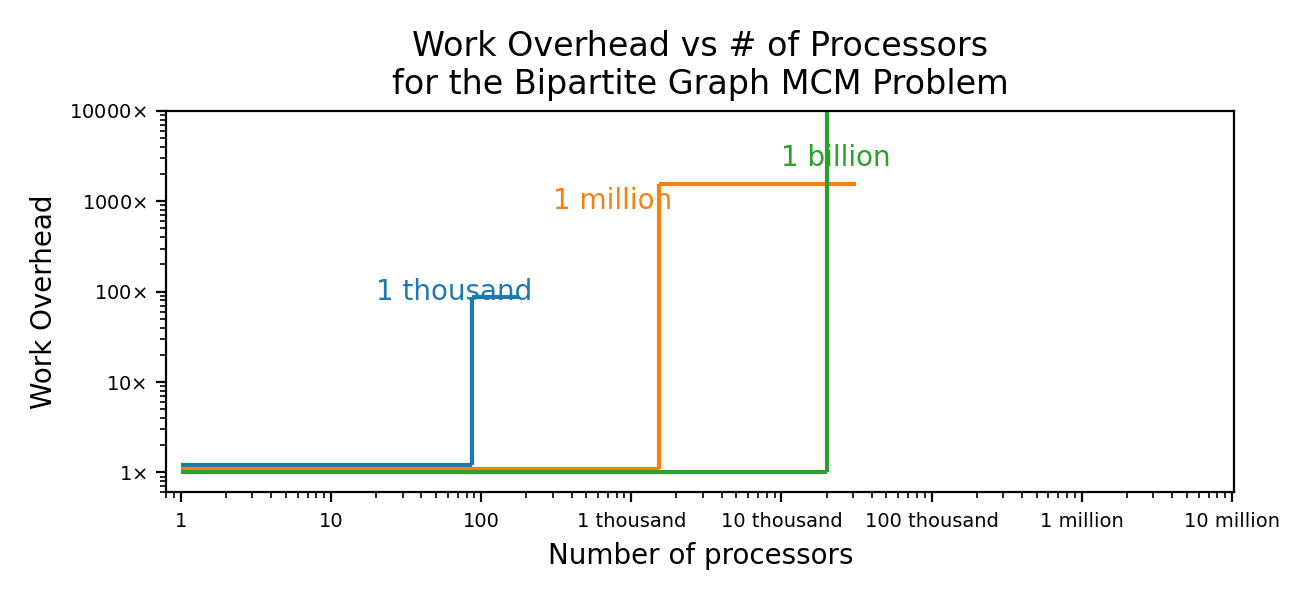 Work Overhead vs # of Processors
for the Bipartite Graph MCM Problem
10000×
1000×
100×
10×
1×
Work Overhead
1 billion
1 million
1 thousand
1
10
100
1 thousand
10 thousand
100 thousand
1 million
10 million
Number of processors